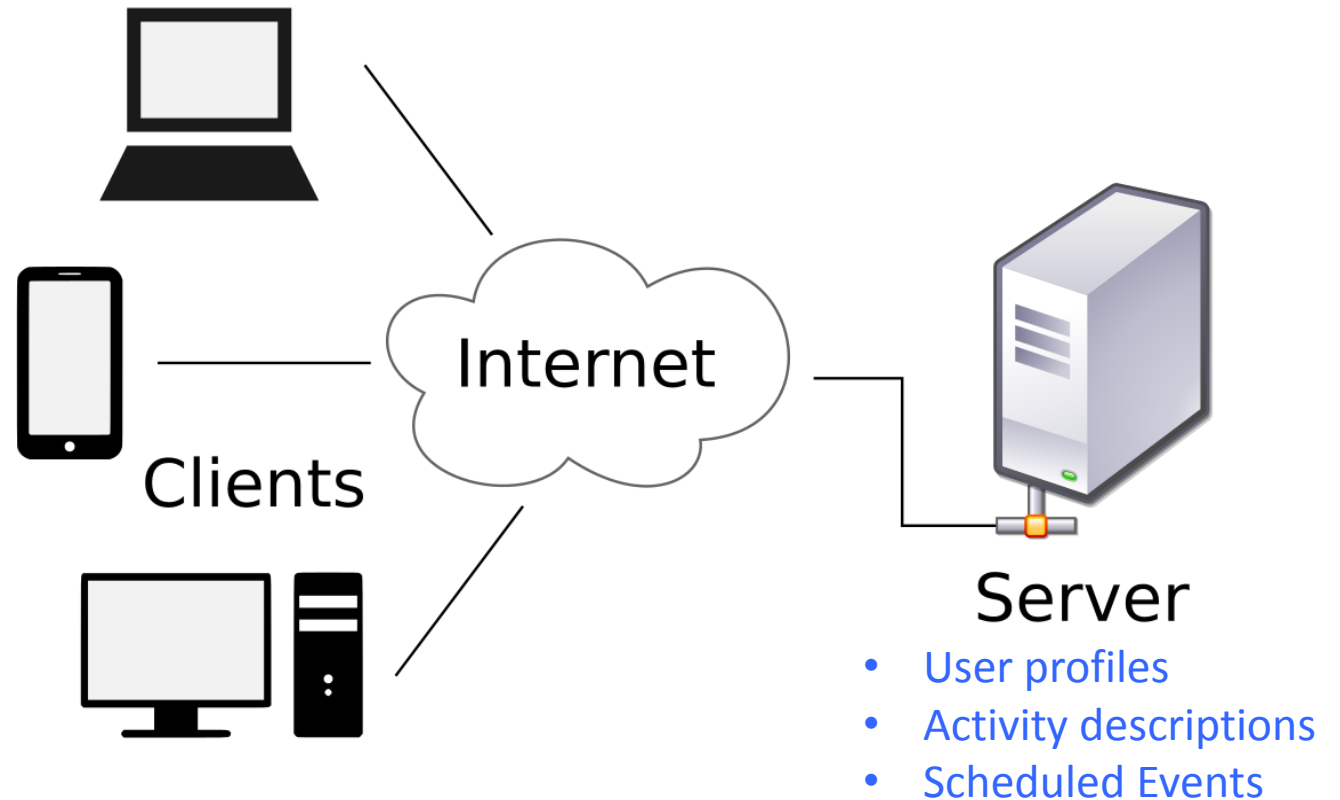 Internet
Clients
Server
• User profiles
• Activity descriptions
• Scheduled Events